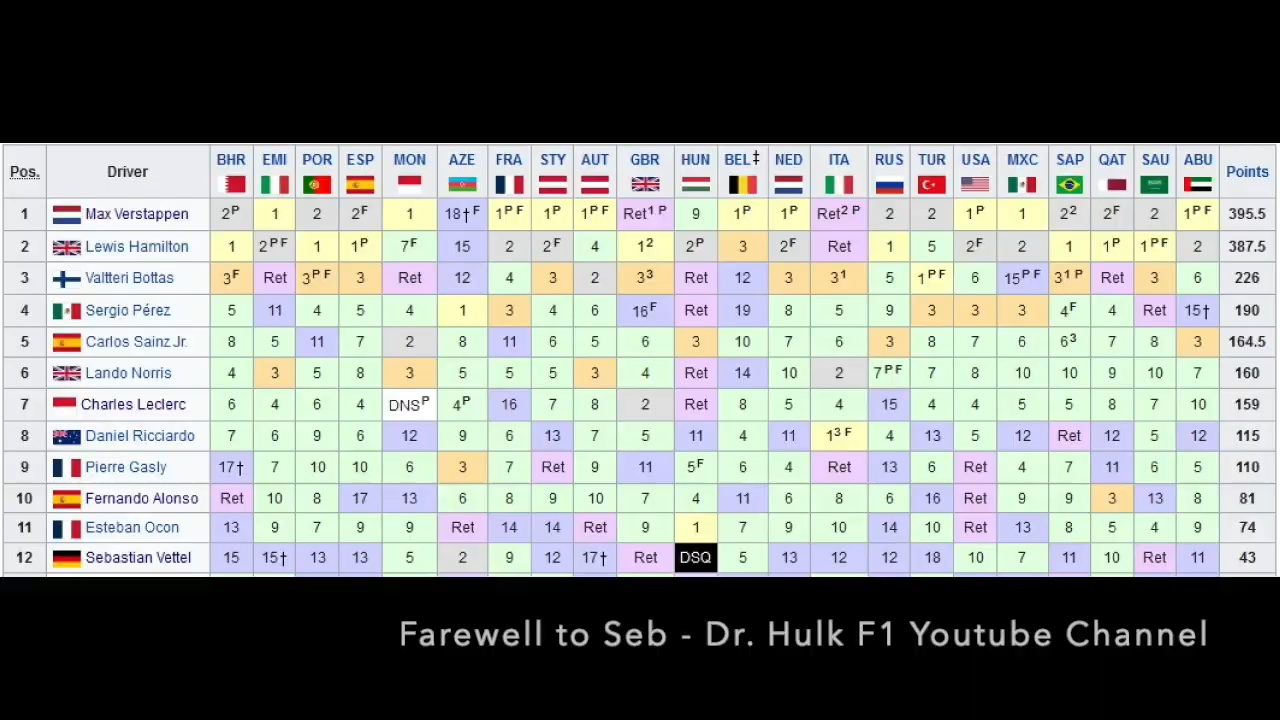 Pos. Driver BHR EMI POR ESP MON AZE FRA STY AUT GBR HUN BEL‡ NED ITA RUS TUR USA MXC SAP QAT SAU ABU Points
1 Max Verstappen 2ᴾ 1 2 2ꟳ 1 18†ꟳ 1ᴾꟳ 1ᴾ 1ᴾꟳ Ret¹ᴾ 9 1ᴾ 1ᴾ Ret²ᴾ 2 2 1ᴾ 1 2² 2ꟳ 2 1ᴾꟳ 395.5
2 Lewis Hamilton 1 2ᴾꟳ 1 1ᴾ 7ꟳ 15 2 2ꟳ 4 1² 2ᴾ 3 2ꟳ Ret 1 5 2ꟳ 2 1 1ᴾ 1ᴾꟳ 2 387.5
3 Valtteri Bottas 3ꟳ Ret 3ᴾꟳ 3 Ret 12 4 3 2 3³ Ret 12 3 3¹ 5 1ᴾꟳ 6 15ᴾꟳ 3¹ᴾ Ret 3 6 226
4 Sergio Pérez 5 11 4 5 4 1 3 4 6 16ꟳ Ret 19 8 5 9 3 3 3 4ꟳ 4 Ret 15† 190
5 Carlos Sainz Jr. 8 5 11 7 2 8 11 6 5 6 3 10 7 6 3 8 7 6 6³ 7 8 3 164.5
6 Lando Norris 4 3 5 8 3 5 5 5 3 4 Ret 14 10 2 7ᴾꟳ 7 8 10 10 9 10 7 160
7 Charles Leclerc 6 4 6 4 DNSᴾ 4ᴾ 16 7 8 2 Ret 8 5 4 15 4 4 5 5 8 7 10 159
8 Daniel Ricciardo 7 6 9 6 12 9 6 13 7 5 11 4 11 1³ꟳ 4 13 5 12 Ret 12 5 12 115
9 Pierre Gasly 17† 7 10 10 6 3 7 Ret 9 11 5ꟳ 6 4 Ret 13 6 Ret 4 7 11 6 5 110
10 Fernando Alonso Ret 10 8 17 13 6 8 9 10 7 4 11 6 8 6 16 Ret 9 9 3 13 8 81
11 Esteban Ocon 13 9 7 9 9 Ret 14 14 Ret 9 1 7 9 10 14 10 Ret 13 8 5 4 9 74
12 Sebastian Vettel 15 15† 13 13 5 2 9 12 17† Ret DSQ 5 13 12 12 18 10 7 11 10 Ret 11 43
Farewell to Seb - Dr. Hulk F1 Youtube Channel